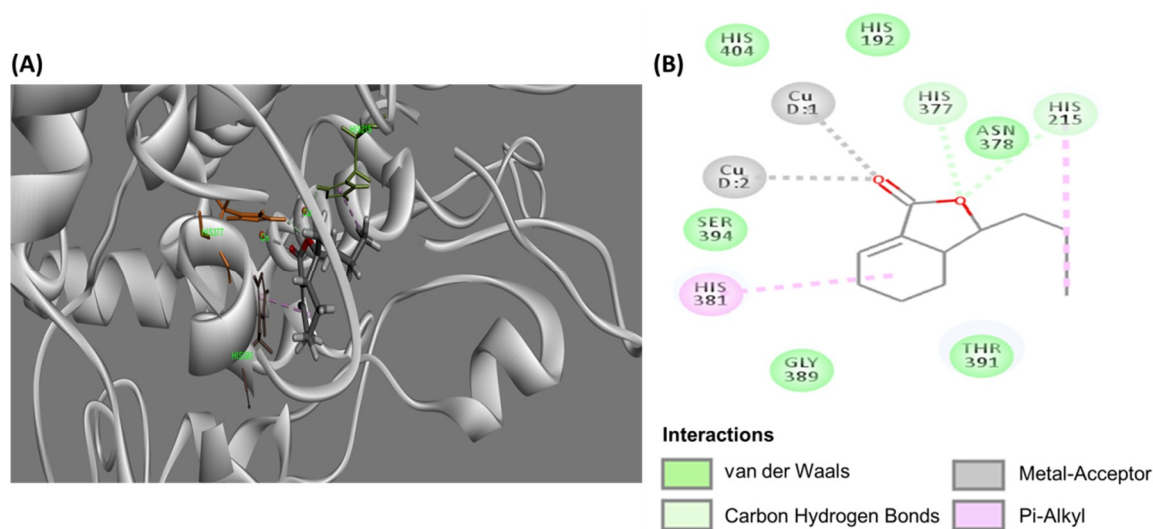 (A)
(B)
HIS
404
HIS
192
Cu
D:1
HIS
377
HIS
215
ASN
378
Cu
D:2
SER
394
HIS
381
GLY
389
THR
391
Interactions
van der Waals
Metal-Acceptor
Carbon Hydrogen Bonds
Pi-Alkyl